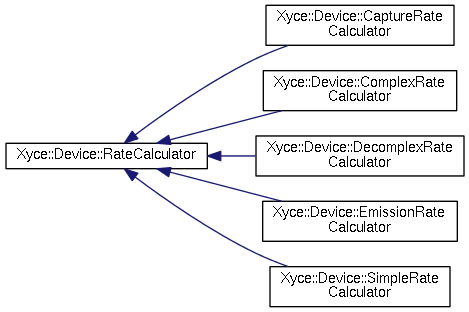 Xyce::Device::CaptureRate
Calculator
Xyce::Device::ComplexRate
Calculator
Xyce::Device::RateCalculator
Xyce::Device::DecomplexRate
Calculator
Xyce::Device::EmissionRate
Calculator
Xyce::Device::SimpleRate
Calculator